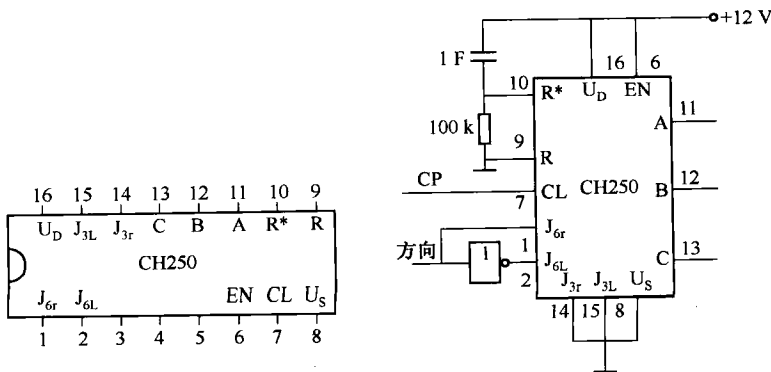 16 15 14 13 12 11 10 9
U_D J_3L J_3r C B A R* R
CH250
J_6r J_6L EN CL U_S
1 2 3 4 5 6 7 8
+12 V
1 F
16 6
10 R* U_D EN
11
A
100 k
9
R
CH250
CP
12
B
CL
7
J_6r
方向
1
1
J_6L
13
C
2
J_3r J_3L U_S
14 15 8